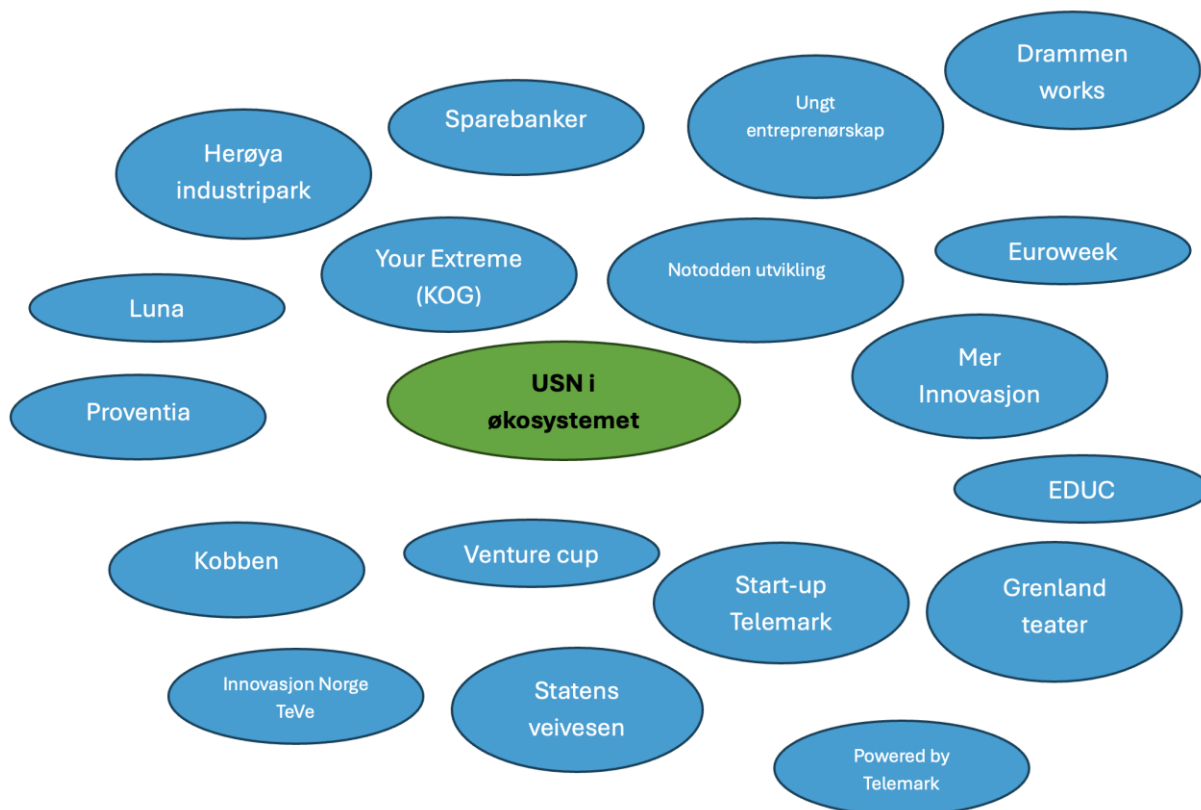 Drammen
works
Sparebanker
Ungt
entreprenørskap
Herøya
industripark
Your Extreme
(KOG)
Notodden utvikling
Euroweek
Luna
Mer
Innovasjon
USN i
økosystemet
Proventia
EDUC
Kobben
Venture cup
Start-up
Telemark
Grenland
teater
Innovasjon Norge
TeVe
Statens
veivesen
Powered by
Telemark